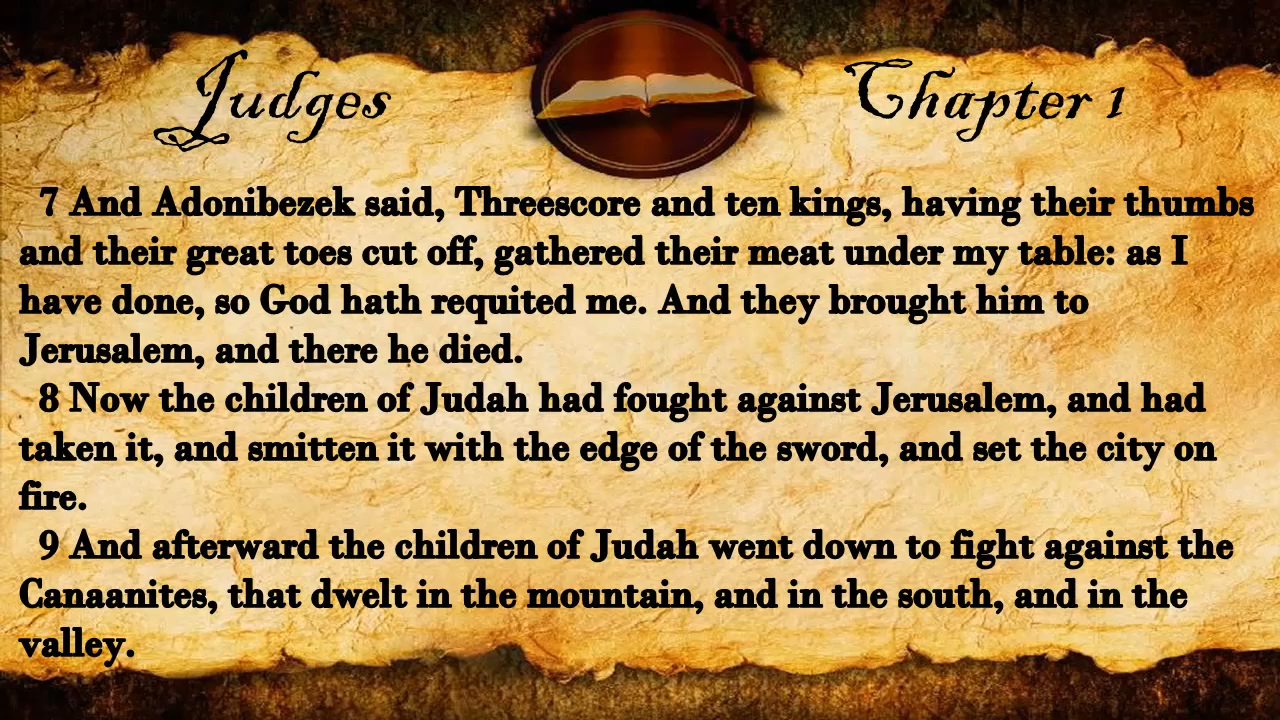 Judges
Chapter 1
7 And Adonibezek said, Threescore and ten kings, having their thumbs
and their great toes cut off, gathered their meat under my table: as I
have done, so God hath requited me. And they brought him to
Jerusalem, and there he died.
8 Now the children of Judah had fought against Jerusalem, and had
taken it, and smitten it with the edge of the sword, and set the city on
fire.
9 And afterward the children of Judah went down to fight against the
Canaanites, that dwelt in the mountain, and in the south, and in the
valley.